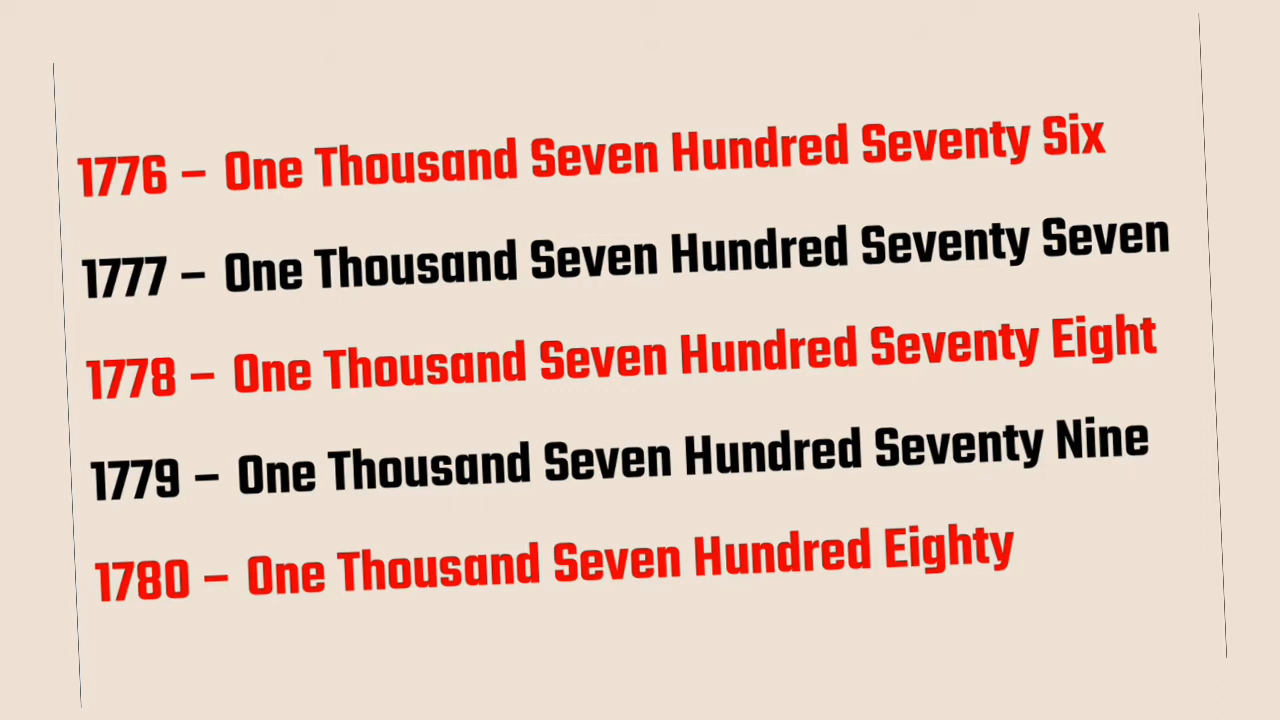 1776 – One Thousand Seven Hundred Seventy Six
1777 – One Thousand Seven Hundred Seventy Seven
1778 – One Thousand Seven Hundred Seventy Eight
1779 – One Thousand Seven Hundred Seventy Nine
1780 – One Thousand Seven Hundred Eighty